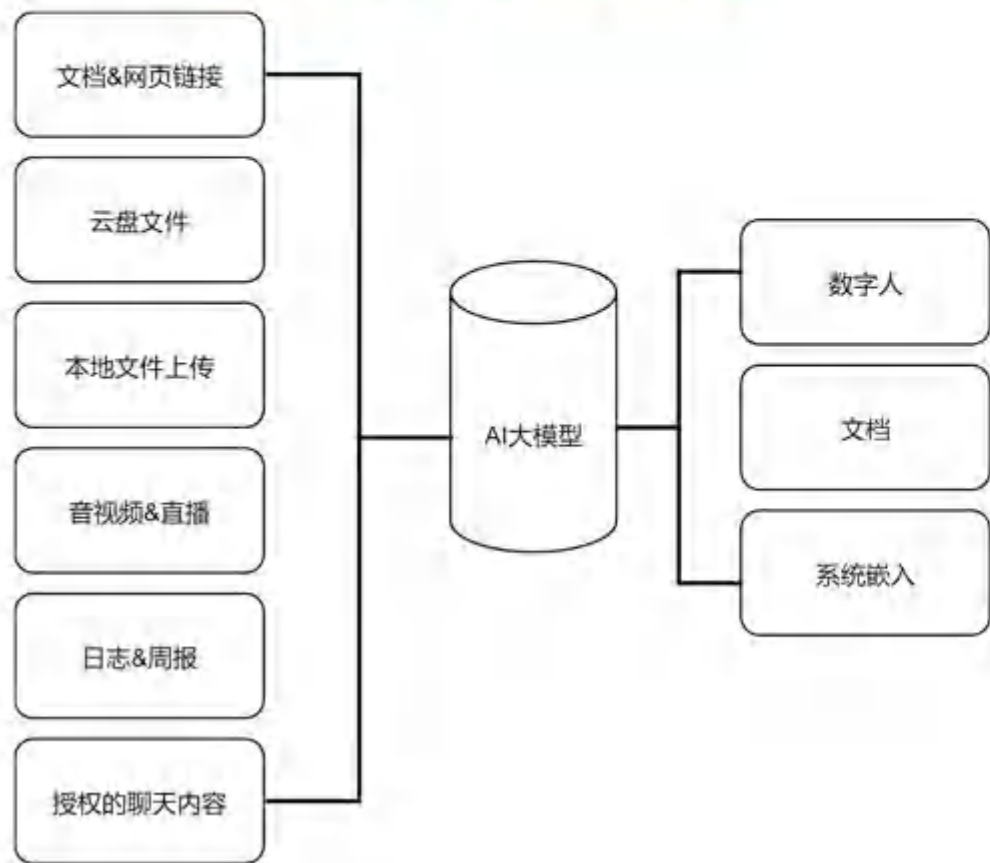 文档&网页链接
云盘文件
本地文件上传
音视频&直播
日志&周报
授权的聊天内容
AI大模型
数字人
文档
系统嵌入